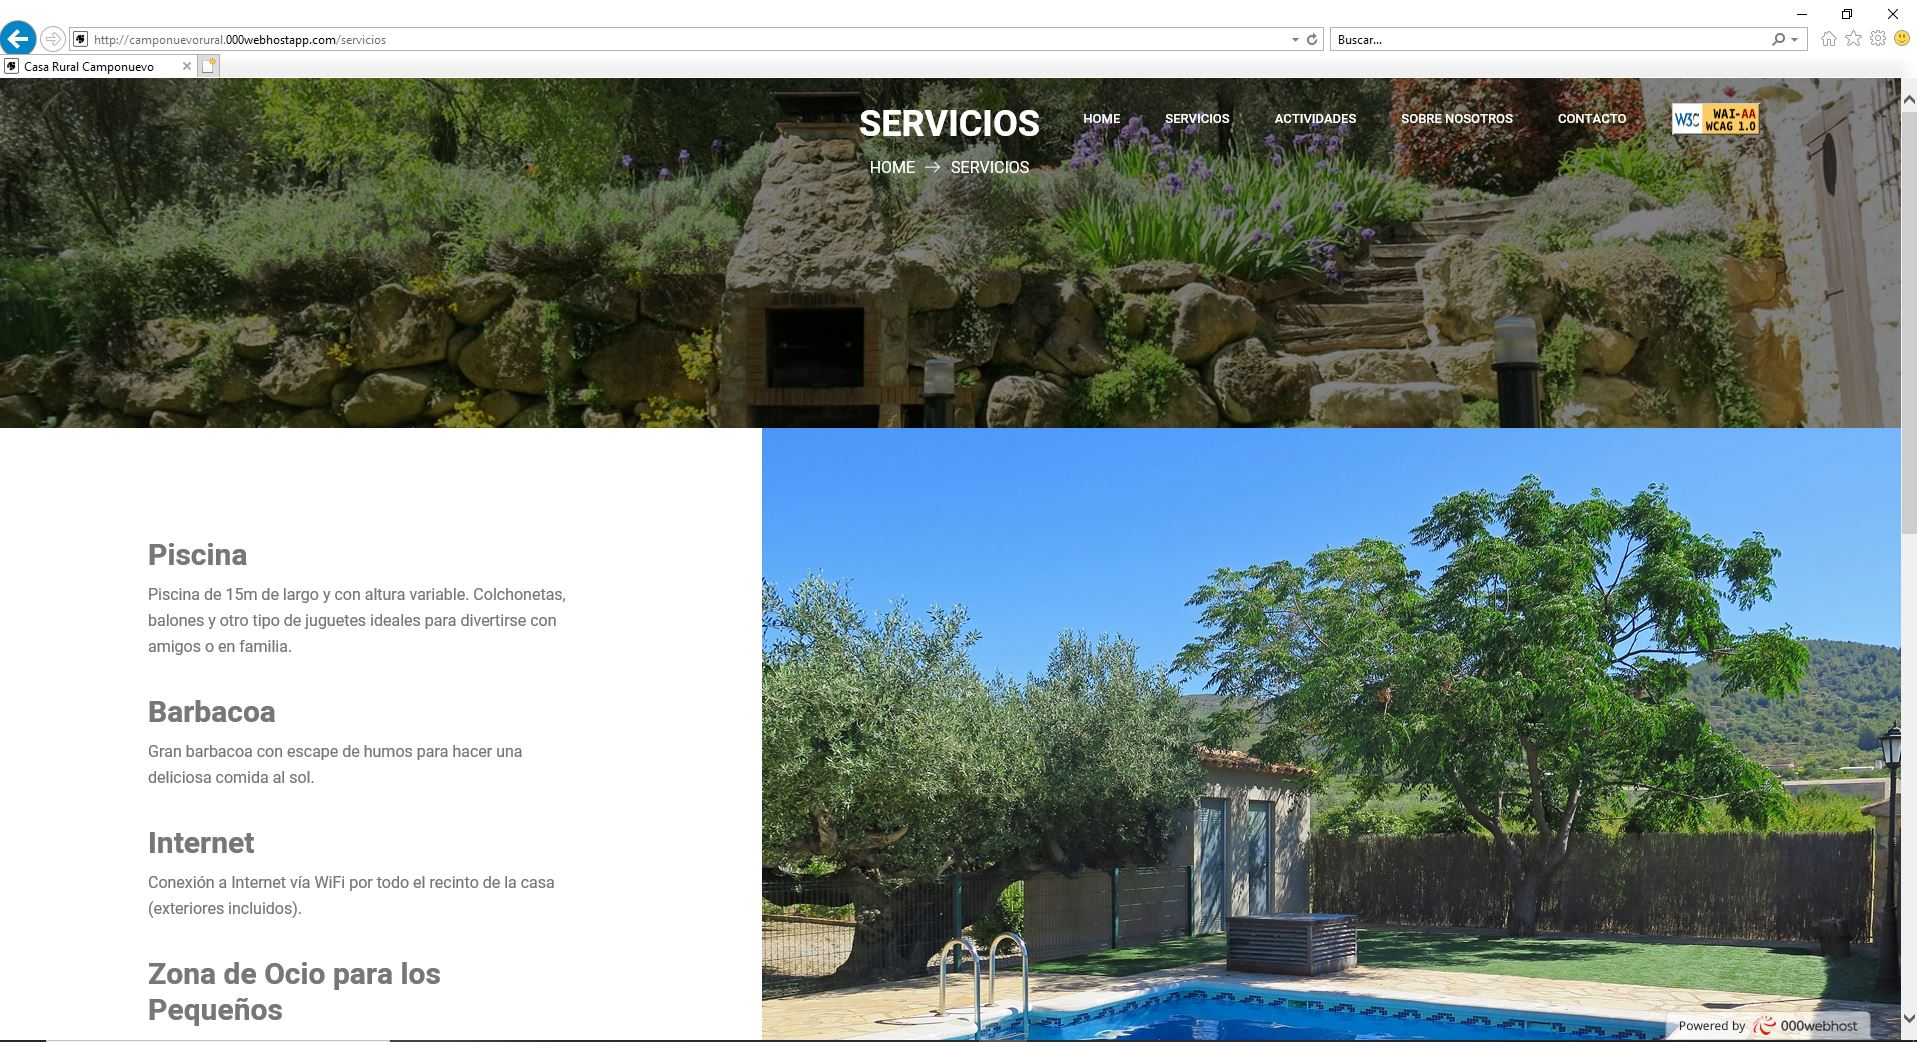 http://camponuevorural.000webhostapp.com/servicios
Buscar...
Casa Rural Camponuevo
SERVICIOS
HOME SERVICIOS ACTIVIDADES SOBRE NOSOTROS CONTACTO
W3C WAI-AA
WCAG 1.0
HOME → SERVICIOS
Piscina
Piscina de 15m de largo y con altura variable. Colchonetas,
balones y otro tipo de juguetes ideales para divertirse con
amigos o en familia.
Barbacoa
Gran barbacoa con escape de humos para hacer una
deliciosa comida al sol.
Internet
Conexión a Internet vía WiFi por todo el recinto de la casa
(exteriores incluidos).
Zona de Ocio para los
Pequeños
Powered by 000webhost